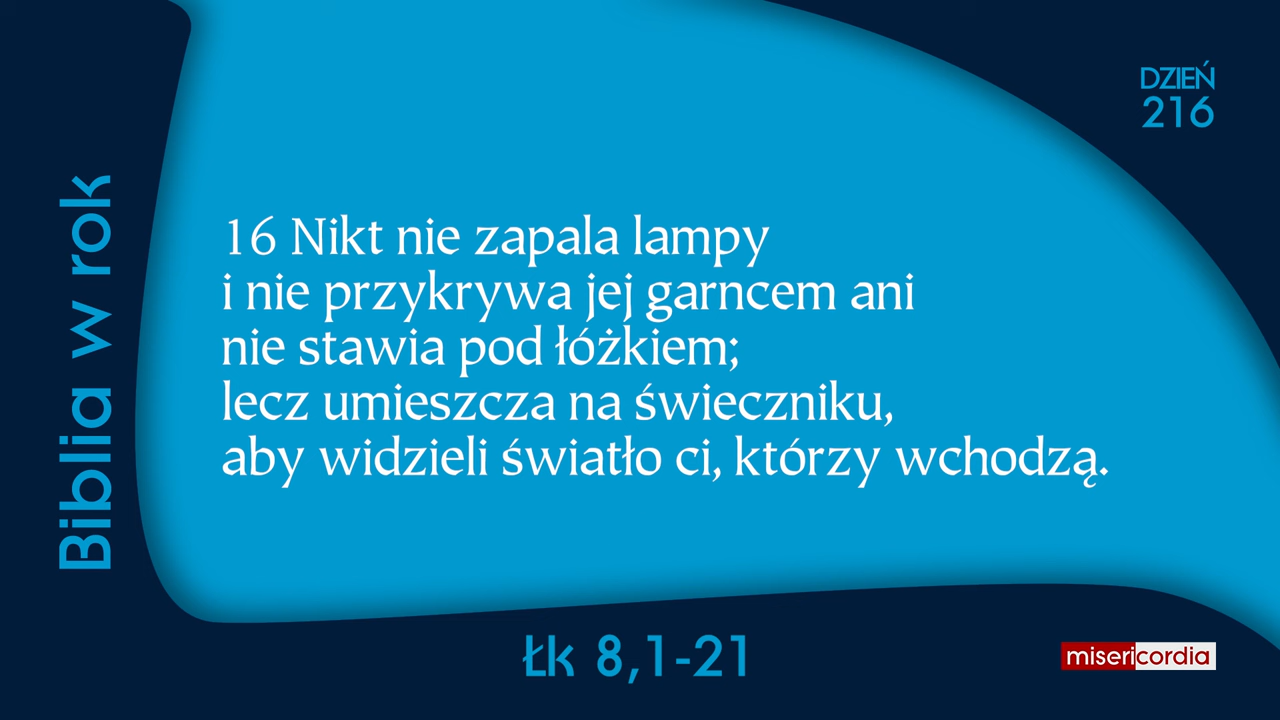 DZIEŃ
216
Biblia w rok
16 Nikt nie zapala lampy
i nie przykrywa jej garncem ani
nie stawia pod łóżkiem;
lecz umieszcza na świeczniku,
aby widzieli światło ci, którzy wchodzą.
Łk 8,1-21
misericordia